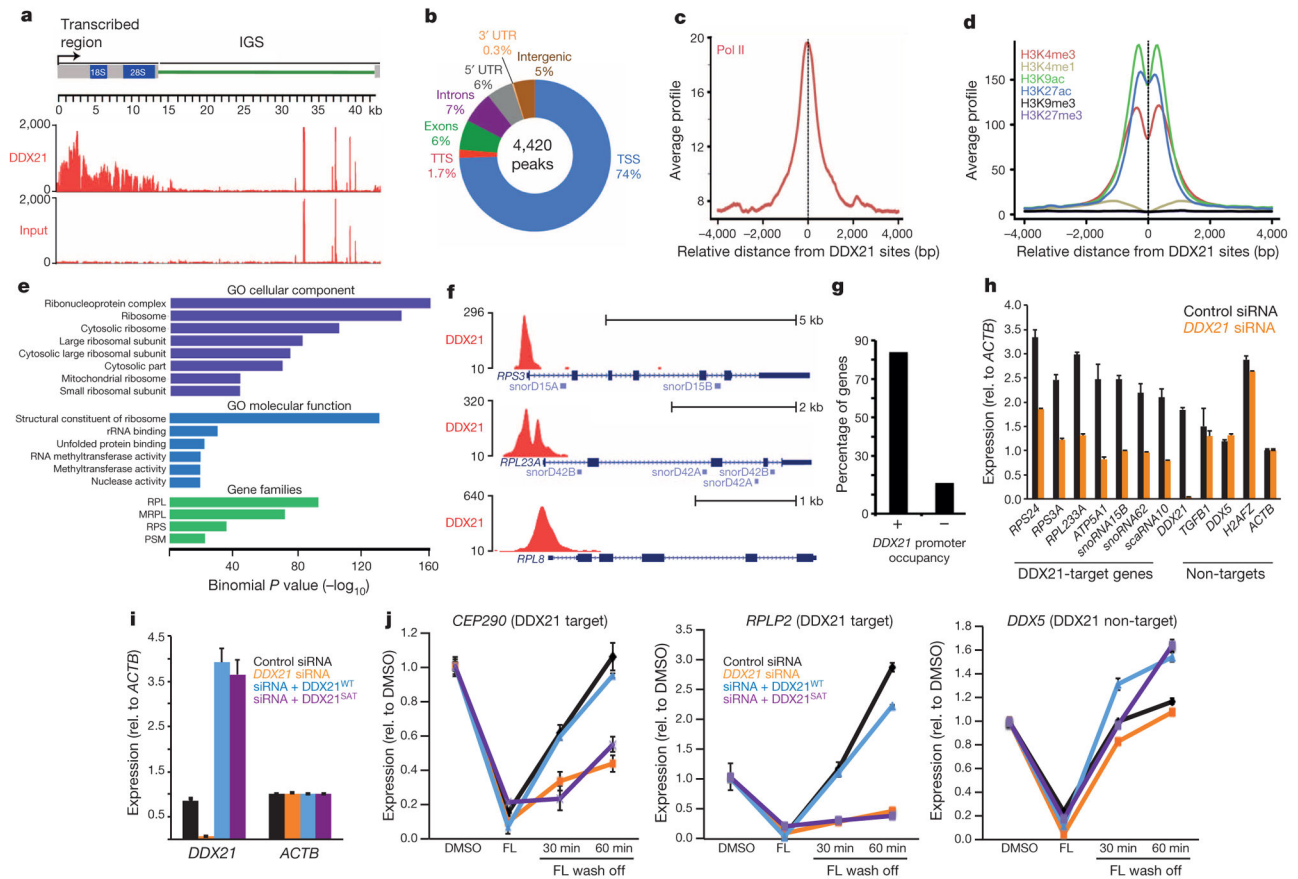 a
Transcribed
region
IGS
18S
28S
0 5 10 15 20 25 30 35 40 kb
2,000
DDX21
0
2,000
Input
0
b
3′ UTR
0.3%
Intergenic
5%
5′ UTR
6%
Introns
7%
Exons
6%
TTS
1.7%
4,420
peaks
TSS
74%
c
Pol II
Average profile
20
18
16
14
12
10
8
–4,000 –2,000 0 2,000 4,000
Relative distance from DDX21 sites (bp)
d
H3K4me3
H3K4me1
H3K9ac
H3K27ac
H3K9me3
H3K27me3
Average profile
150
100
50
0
–4,000 –2,000 0 2,000 4,000
Relative distance from DDX21 sites (bp)
e
GO cellular component
Ribonucleoprotein complex
Ribosome
Cytosolic ribosome
Large ribosomal subunit
Cytosolic large ribosomal subunit
Cytosolic part
Mitochondrial ribosome
Small ribosomal subunit
GO molecular function
Structural constituent of ribosome
rRNA binding
Unfolded protein binding
RNA methyltransferase activity
Methyltransferase activity
Nuclease activity
Gene families
RPL
MRPL
RPS
PSM
0 40 80 120 160
Binomial P value (–log10)
f
296
5 kb
DDX21
10
RPS3
snorD15A
snorD15B
320
2 kb
DDX21
10
RPL23A
snorD42B
snorD42A
snorD42B
snorD42A
640
1 kb
DDX21
10
RPL8
g
Percentage of genes
80
60
40
20
0
+ –
DDX21 promoter
occupancy
h
Control siRNA
DDX21 siRNA
Expression (rel. to ACTB)
4.0
3.5
3.0
2.5
2.0
1.5
1.0
0.5
0
RPS24
RPS3A
RPL233A
ATP5A1
snoRNA15B
snoRNA62
scaRNA10
DDX21
TGFB1
DDX5
H2AFZ
ACTB
DDX21-target genes
Non-targets
i
Control siRNA
DDX21 siRNA
siRNA + DDX21WT
siRNA + DDX21SAT
Expression (rel. to ACTB)
4.5
3.5
2.5
1.5
0.5
DDX21 ACTB
j
CEP290 (DDX21 target)
Expression (rel. to DMSO)
1.2
1.0
0.8
0.6
0.4
0.2
0.0
DMSO FL 30 min 60 min
FL wash off
RPLP2 (DDX21 target)
Control siRNA
DDX21 siRNA
siRNA + DDX21WT
siRNA + DDX21SAT
Expression (rel. to DMSO)
3.5
3.0
2.5
2.0
1.5
1.0
0.5
0.0
DMSO FL 30 min 60 min
FL wash off
DDX5 (DDX21 non-target)
Expression (rel. to DMSO)
1.8
1.6
1.4
1.2
1.0
0.8
0.6
0.4
0.2
0.0
DMSO FL 30 min 60 min
FL wash off